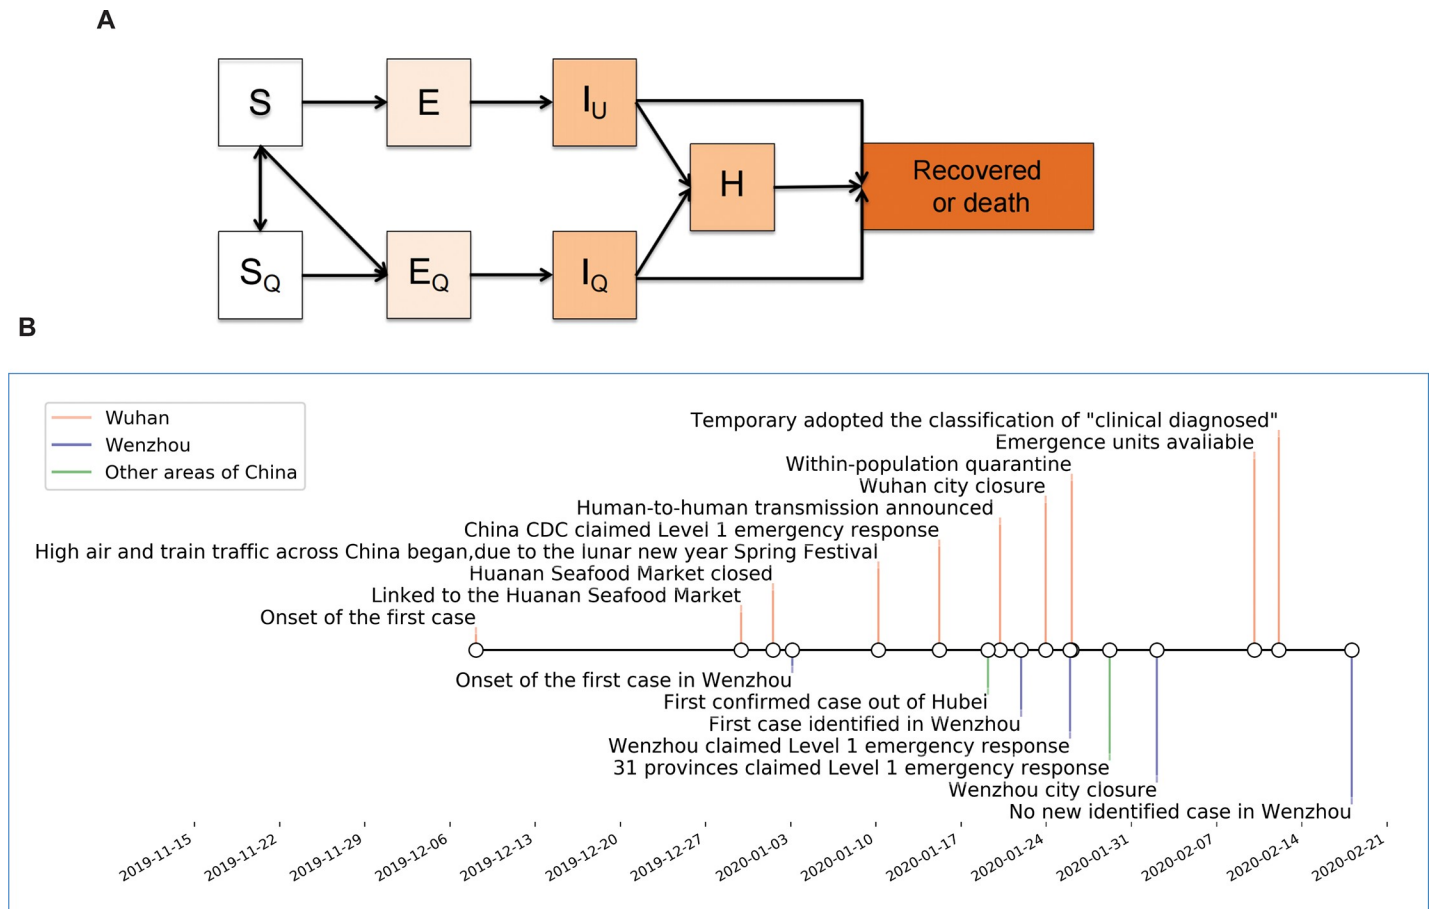 A
S
E
IU
H
Recovered
or death
SQ
EQ
IQ
B
Wuhan
Wenzhou
Other areas of China
Temporary adopted the classification of "clinical diagnosed"
Emergence units avaliable
Within-population quarantine
Wuhan city closure
Human-to-human transmission announced
China CDC claimed Level 1 emergency response
High air and train traffic across China began,due to the lunar new year Spring Festival
Huanan Seafood Market closed
Linked to the Huanan Seafood Market
Onset of the first case
Onset of the first case in Wenzhou
First confirmed case out of Hubei
First case identified in Wenzhou
Wenzhou claimed Level 1 emergency response
31 provinces claimed Level 1 emergency response
Wenzhou city closure
No new identified case in Wenzhou
2019-11-15
2019-11-22
2019-11-29
2019-12-06
2019-12-13
2019-12-20
2019-12-27
2020-01-03
2020-01-10
2020-01-17
2020-01-24
2020-01-31
2020-02-07
2020-02-14
2020-02-21